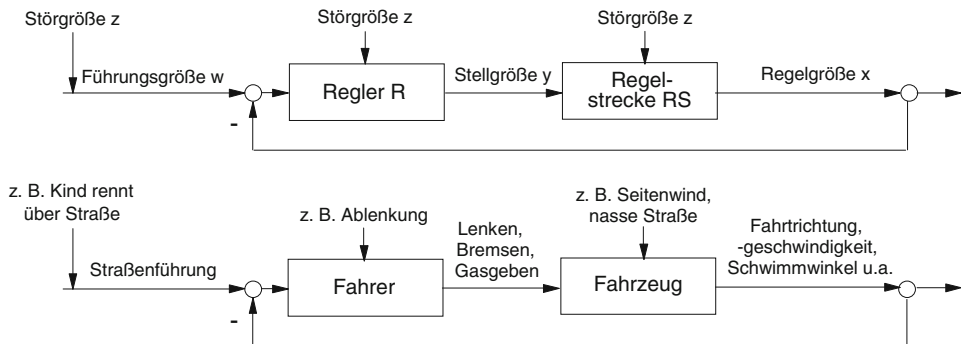 Störgröße z
Störgröße z
Störgröße z
Führungsgröße w
Regler R
Stellgröße y
Regel-
strecke RS
Regelgröße x
-
z. B. Kind rennt
über Straße
z. B. Ablenkung
z. B. Seitenwind,
nasse Straße
Straßenführung
Fahrer
Lenken,
Bremsen,
Gasgeben
Fahrzeug
Fahrtrichtung,
-geschwindigkeit,
Schwimmwinkel u.a.
-